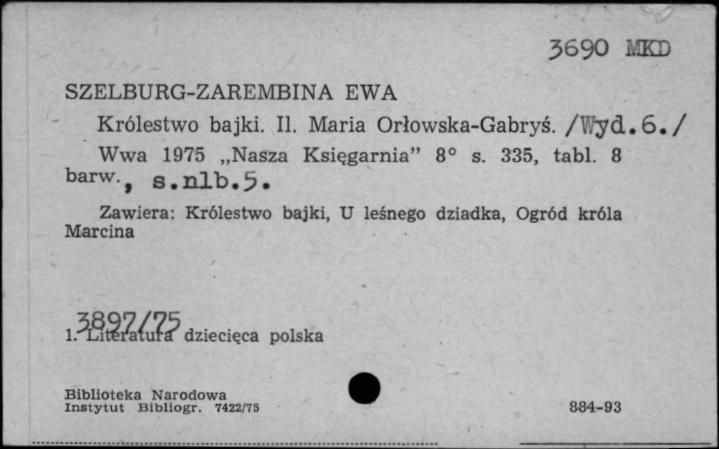 3690 MKD
SZELBURG-ZAREMBINA EWA
Królestwo bajki. Il. Maria Orłowska-Gabryś. /Wyd.6./
Wwa 1975 „Nasza Księgarnia” 8° s. 335, tabl. 8
barw., s.nlb.5.
Zawiera: Królestwo bajki, U leśnego dziadka, Ogród króla
Marcina
3897/75
1. Literatura dziecięca polska
Biblioteka Narodowa
Instytut Bibliogr. 7422/75
884-93